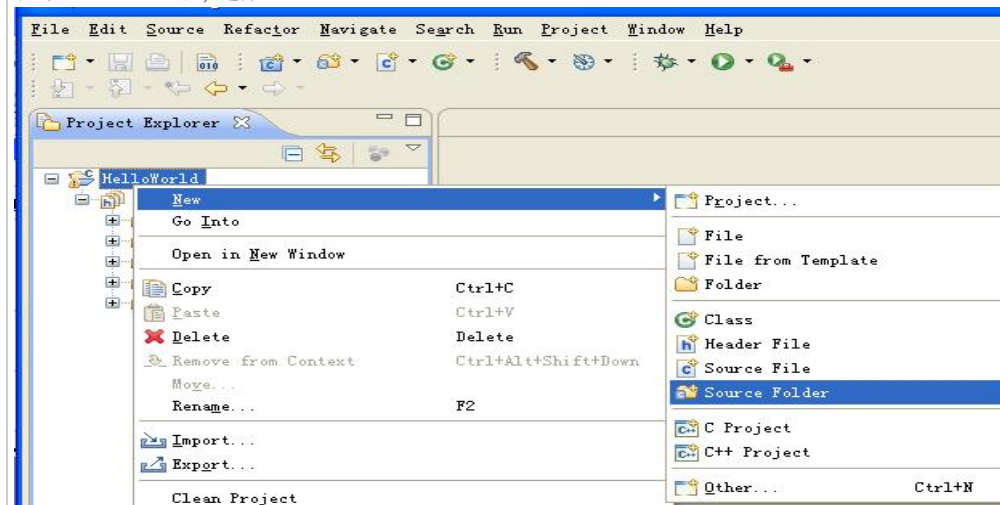 File Edit Source Refactor Navigate Search Run Project Window Help
Project Explorer
HelloWorld
New
Go Into
Open in New Window
Copy Ctrl+C
Paste Ctrl+V
Delete Delete
Remove from Context Ctrl+Alt+Shift+Down
Move...
Rename... F2
Import...
Export...
Clean Project
Project...
File
File from Template
Folder
Class
Header File
Source File
Source Folder
C Project
C++ Project
Other... Ctrl+N